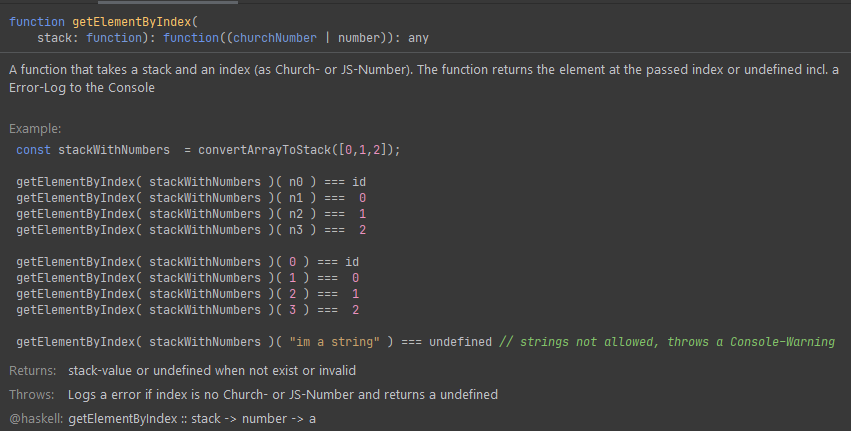 function getElementByIndex(
    stack: function): function((churchNumber | number)): any
A function that takes a stack and an index (as Church- or JS-Number). The function returns the element at the passed index or undefined incl. a
Error-Log to the Console
Example:
const stackWithNumbers  = convertArrayToStack([0,1,2]);
getElementByIndex( stackWithNumbers )( n0 ) === id
getElementByIndex( stackWithNumbers )( n1 ) ===  0
getElementByIndex( stackWithNumbers )( n2 ) ===  1
getElementByIndex( stackWithNumbers )( n3 ) ===  2
getElementByIndex( stackWithNumbers )( 0 ) === id
getElementByIndex( stackWithNumbers )( 1 ) ===  0
getElementByIndex( stackWithNumbers )( 2 ) ===  1
getElementByIndex( stackWithNumbers )( 3 ) ===  2
getElementByIndex( stackWithNumbers )( "im a string" ) === undefined // strings not allowed, throws a Console-Warning
Returns: stack-value or undefined when not exist or invalid
Throws: Logs a error if index is no Church- or JS-Number and returns a undefined
@haskell: getElementByIndex :: stack -> number -> a